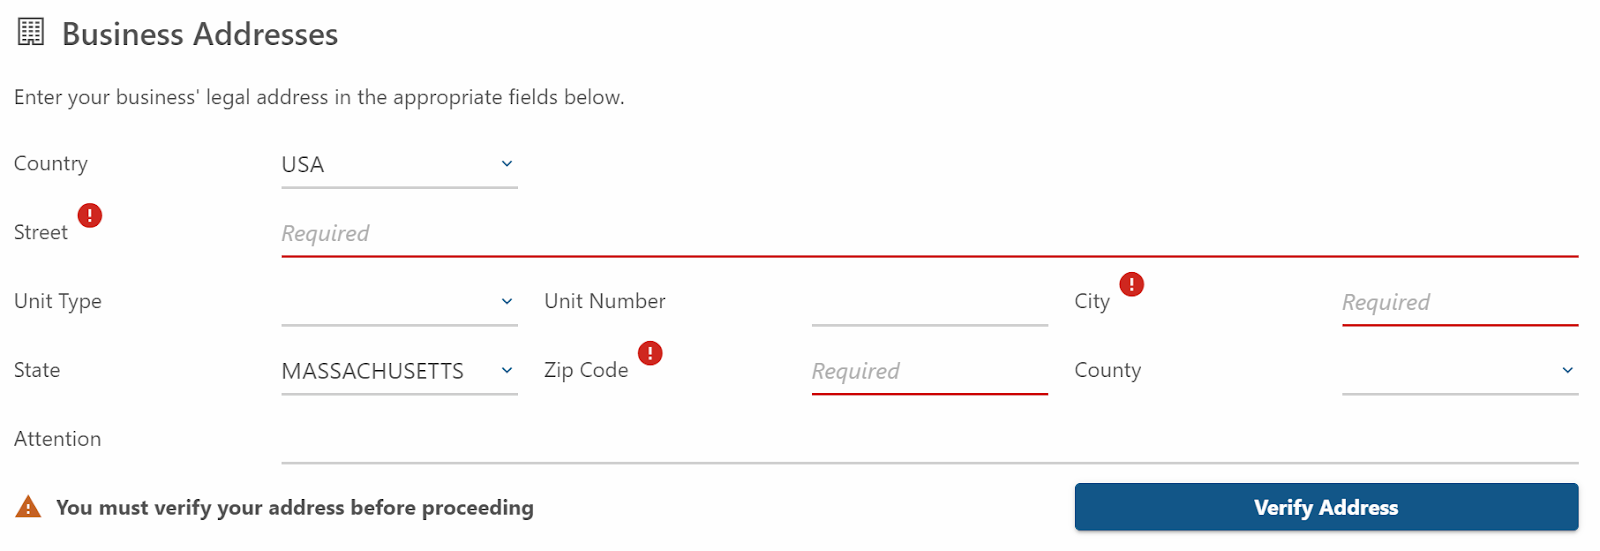 Business Addresses
Enter your business' legal address in the appropriate fields below.
Country USA
Street ! Required
Unit Type Unit Number City ! Required
State MASSACHUSETTS Zip Code ! Required County
Attention
! You must verify your address before proceeding Verify Address